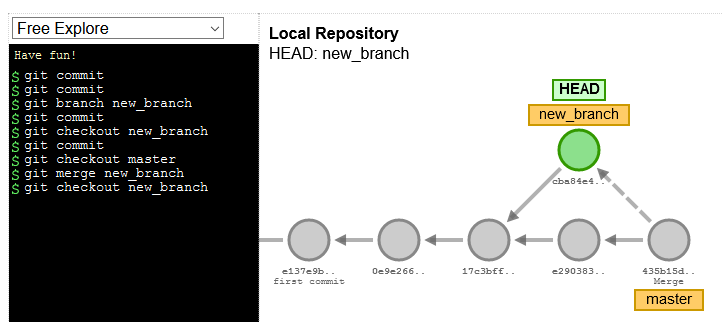 Free Explore
Have fun!
$ git commit
$ git commit
$ git branch new_branch
$ git commit
$ git checkout new_branch
$ git commit
$ git checkout master
$ git merge new_branch
$ git checkout new_branch
Local Repository
HEAD: new_branch
HEAD
new_branch
cba84e4..
e137e9b.. 0e9e266.. 17c3bff.. e290383.. 435b15d..
first commit Merge
master